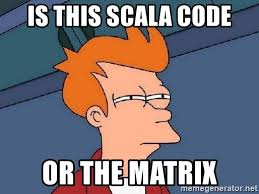 IS THIS SCALA CODE
OR THE MATRIX
memegenerator.net